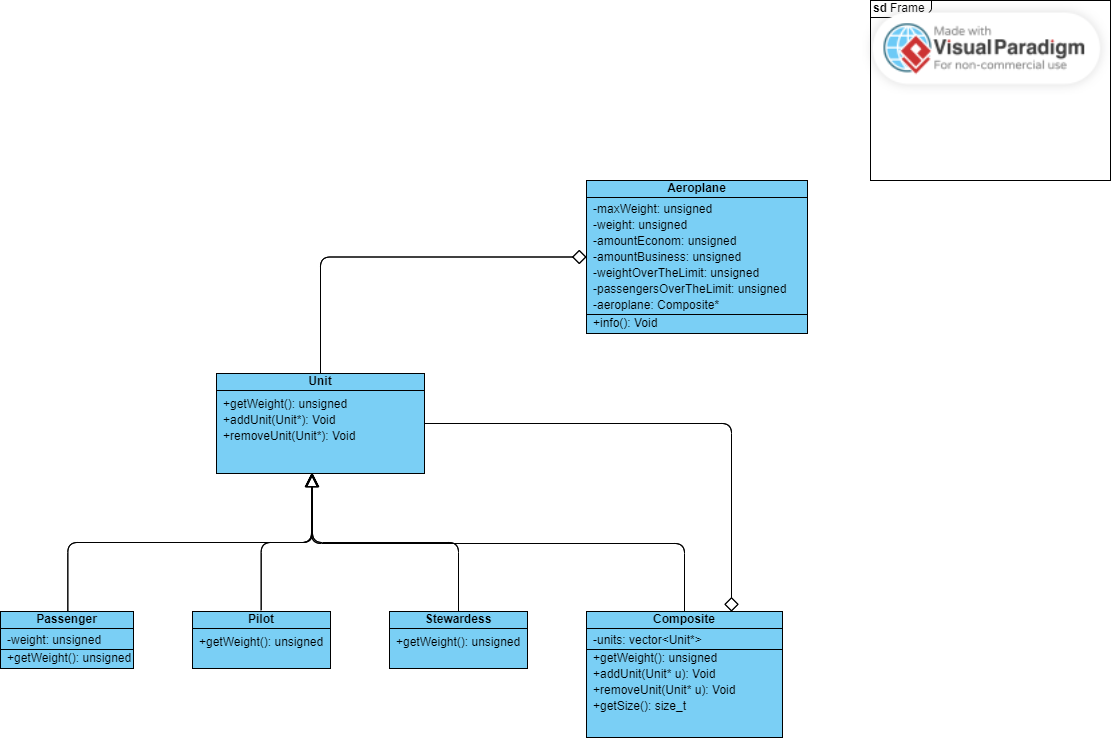 sd Frame
Made with
VisualParadigm
For non-commercial use
Aeroplane
-maxWeight: unsigned
-weight: unsigned
-amountEconom: unsigned
-amountBusiness: unsigned
-weightOverTheLimit: unsigned
-passengersOverTheLimit: unsigned
-aeroplane: Composite*
+info(): Void
Unit
+getWeight(): unsigned
+addUnit(Unit*): Void
+removeUnit(Unit*): Void
Passenger
-weight: unsigned
+getWeight(): unsigned
Pilot
+getWeight(): unsigned
Stewardess
+getWeight(): unsigned
Composite
-units: vector<Unit*>
+getWeight(): unsigned
+addUnit(Unit* u): Void
+removeUnit(Unit* u): Void
+getSize(): size_t